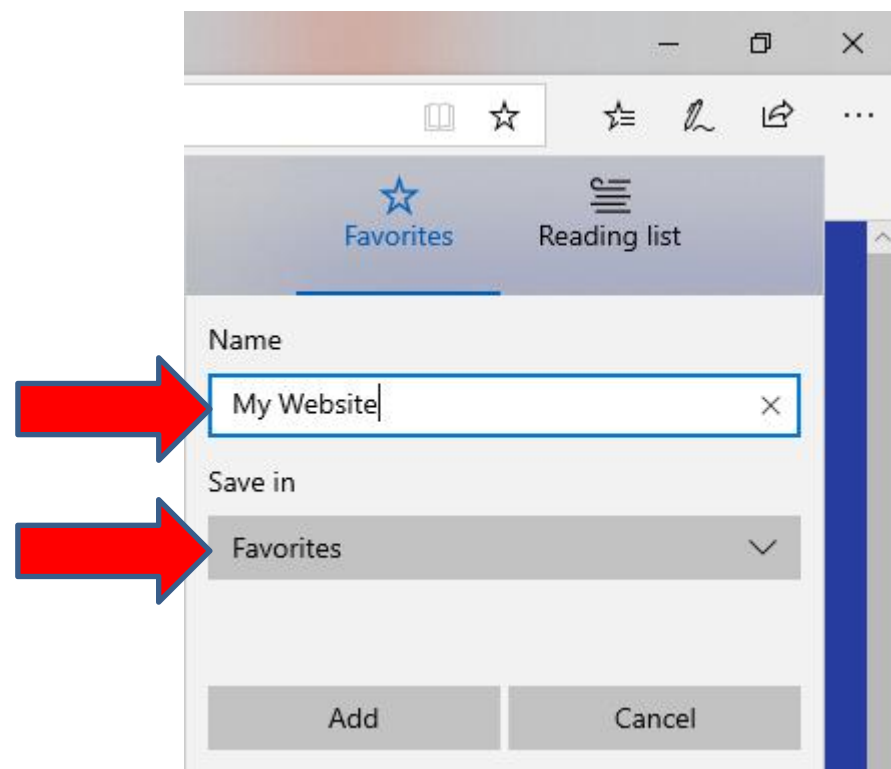 Favorites Reading list
Name
My Website
Save in
Favorites
Add Cancel